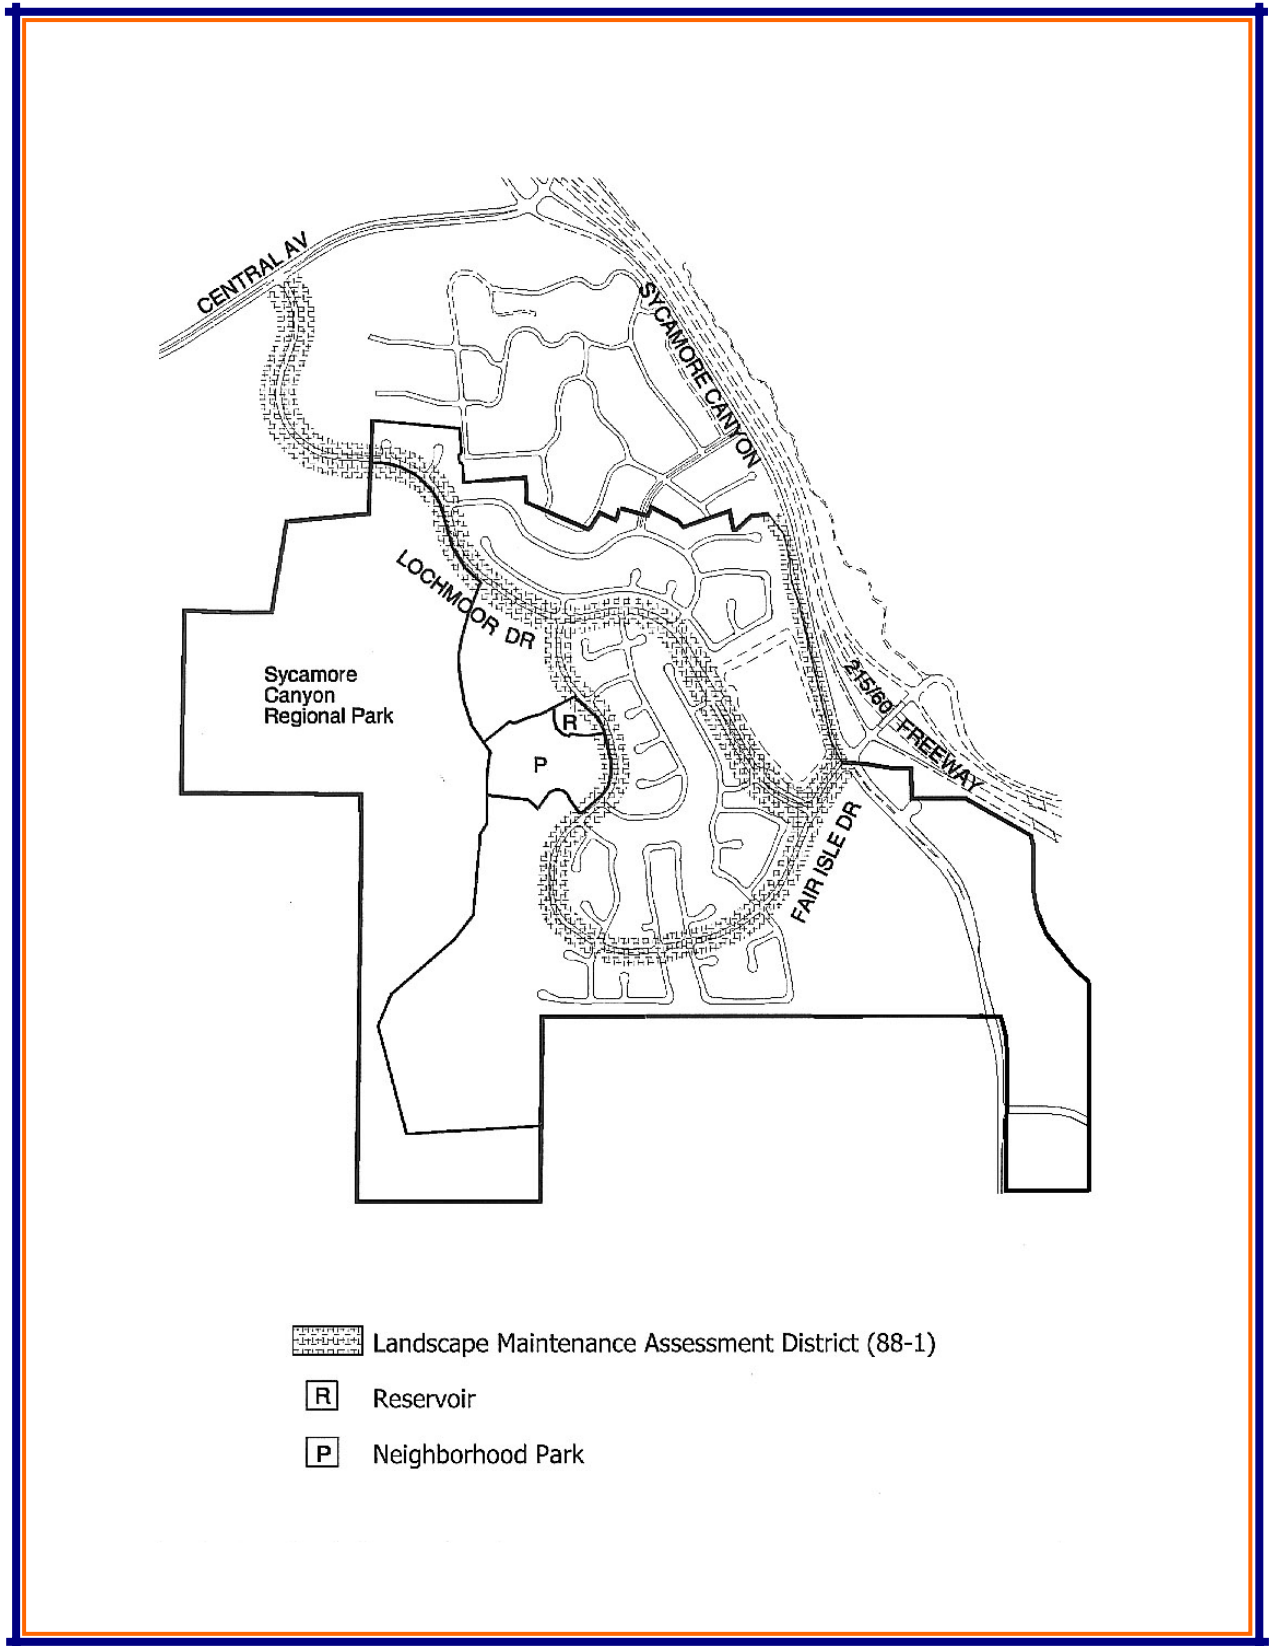 CENTRAL AV
SYCAMORE CANYON
LOCHMOOR DR
Sycamore
Canyon
Regional Park
R
P
215/60 FREEWAY
FAIR ISLE DR
Landscape Maintenance Assessment District (88-1)
R Reservoir
P Neighborhood Park